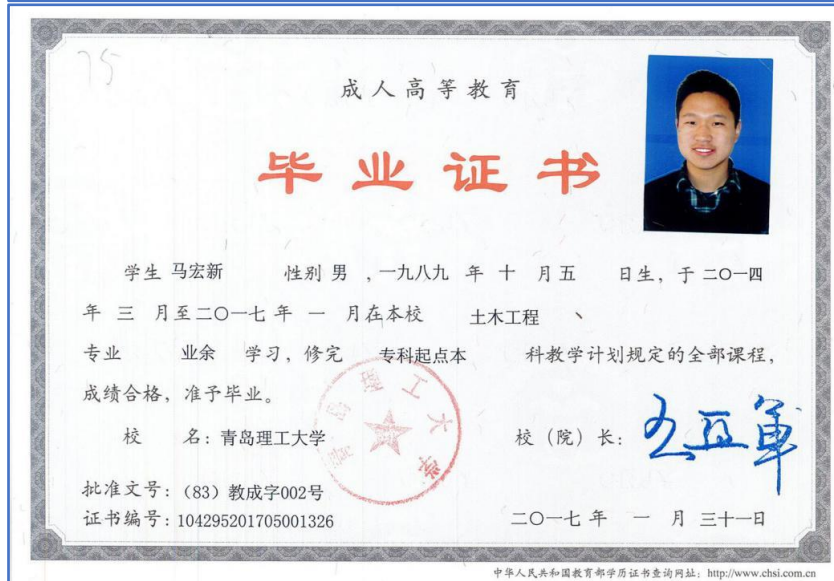 75
成人高等教育
毕业证书
学生 马宏新 性别 男 ,一九八九 年 十 月 五 日生，于 二○一四
年 三 月至二○一七 年 一 月在本校 土木工程 、
专业 业余 学习，修完 专科起点本 科教学计划规定的全部课程，
成绩合格，准予毕业。
青岛理工大学
校 名：青岛理工大学 校（院）长：
批准文号：（83）教成字002号
证书编号：104295201705001326 二○一七 年 一 月 三十一日
中华人民共和国教育部学历证书查询网址：http://www.chsi.com.cn